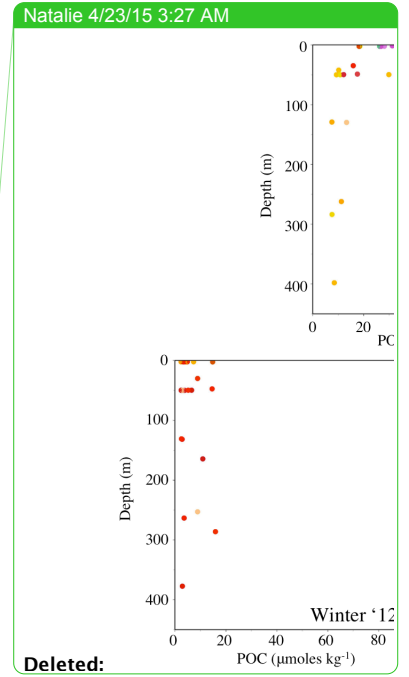 Natalie 4/23/15 3:27 AM
0
100
200
300
400
Depth (m)
0 20
PC
0
100
200
300
400
Depth (m)
Winter ‘12
0 20 40 60 80
POC (µmoles kg-1)
Deleted: